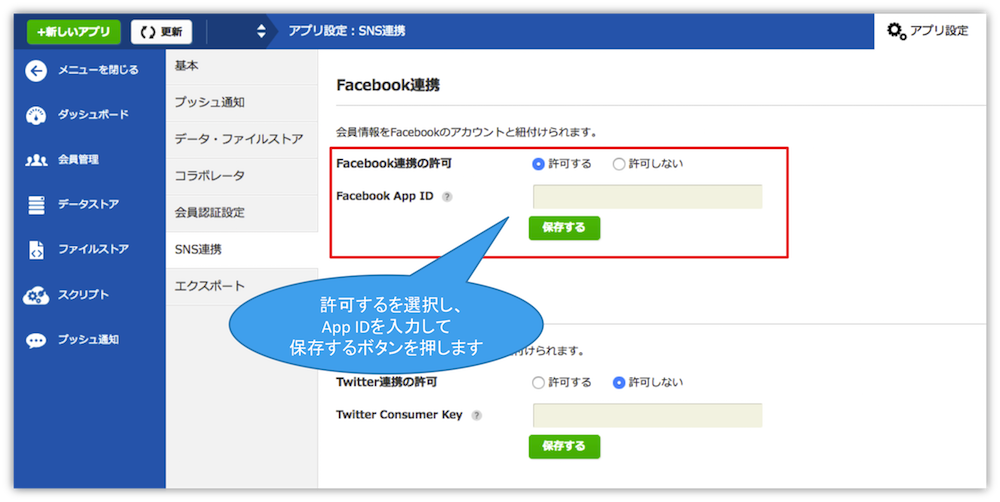 +新しいアプリ
更新
アプリ設定：SNS連携
アプリ設定
メニューを閉じる
ダッシュボード
会員管理
データストア
ファイルストア
スクリプト
プッシュ通知
基本
プッシュ通知
データ・ファイルストア
コラボレータ
会員認証設定
SNS連携
エクスポート
Facebook連携
会員情報をFacebookのアカウントと紐付けられます。
Facebook連携の許可 許可する 許可しない
Facebook App ID ?
保存する
許可するを選択し、
App IDを入力して
保存するボタンを押します
付けられます。
Twitter連携の許可 許可する 許可しない
Twitter Consumer Key ?
保存する